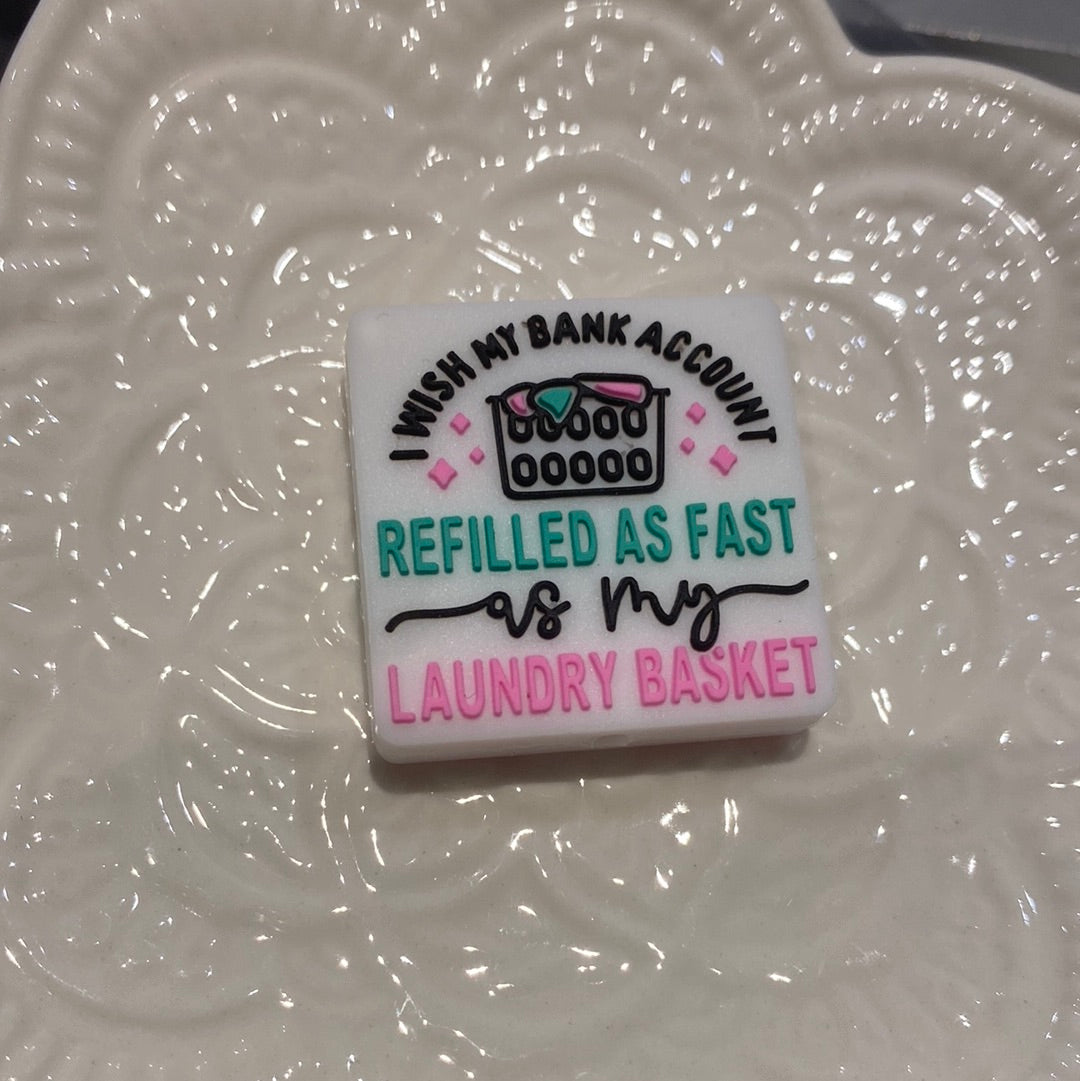 I WISH MY BANK ACCOUNT
REFILLED AS FAST
as my
LAUNDRY BASKET